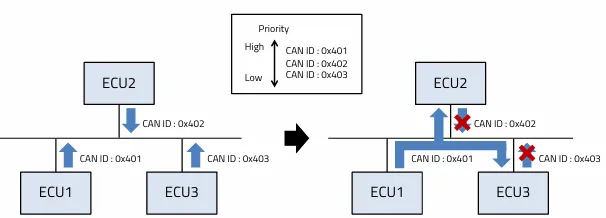 Priority
High
CAN ID : 0x401
CAN ID : 0x402
CAN ID : 0x403
Low
ECU2
CAN ID : 0x402
CAN ID : 0x401
CAN ID : 0x403
ECU1
ECU3
ECU2
CAN ID : 0x402
CAN ID : 0x401
CAN ID : 0x403
ECU1
ECU3